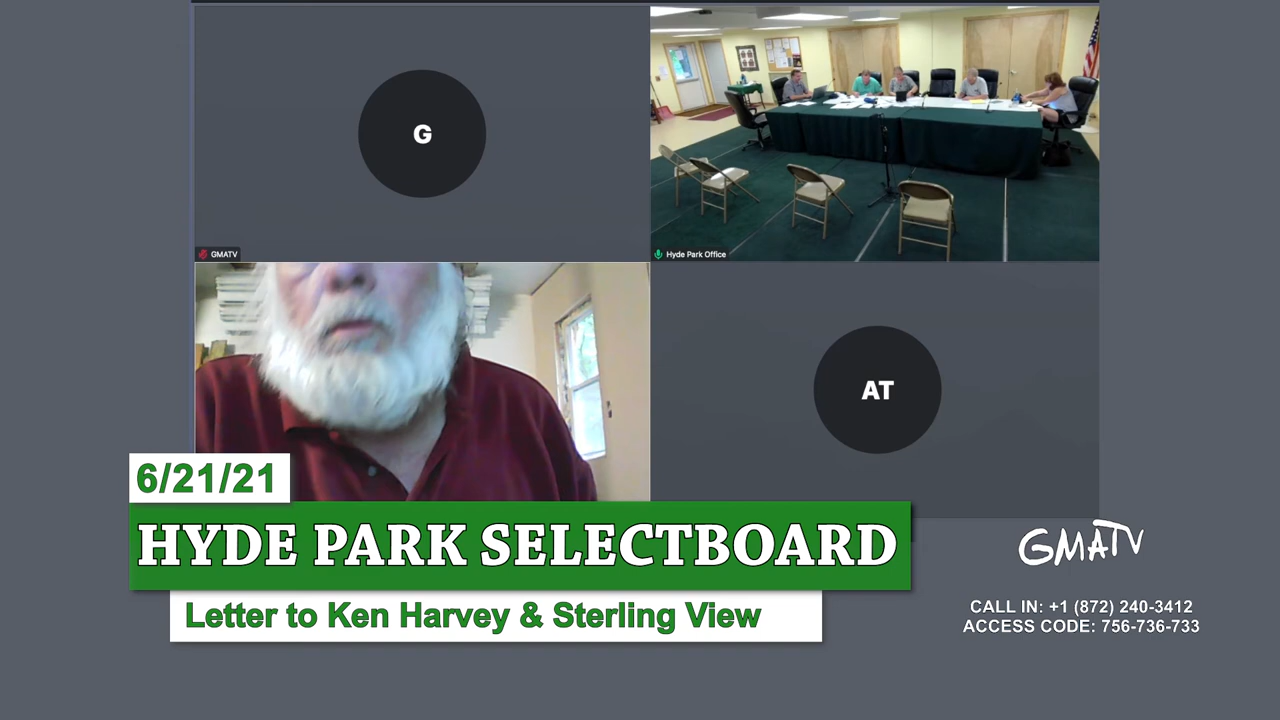 G
GMATV
Hyde Park Office
AT
6/21/21
HYDE PARK SELECTBOARD
Letter to Ken Harvey & Sterling View
GMATV
CALL IN: +1 (872) 240-3412
ACCESS CODE: 756-736-733